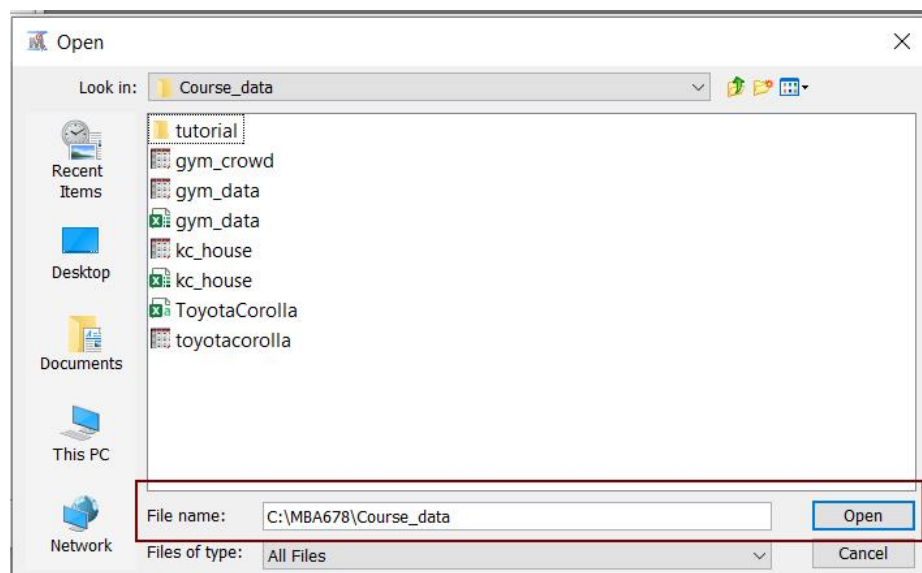 Open
Look in: Course_data
tutorial
gym_crowd
gym_data
gym_data
kc_house
kc_house
ToyotaCorolla
toyotacorolla
Recent
Items
Desktop
Documents
This PC
Network
File name: C:\MBA678\Course_data Open
Files of type: All Files Cancel